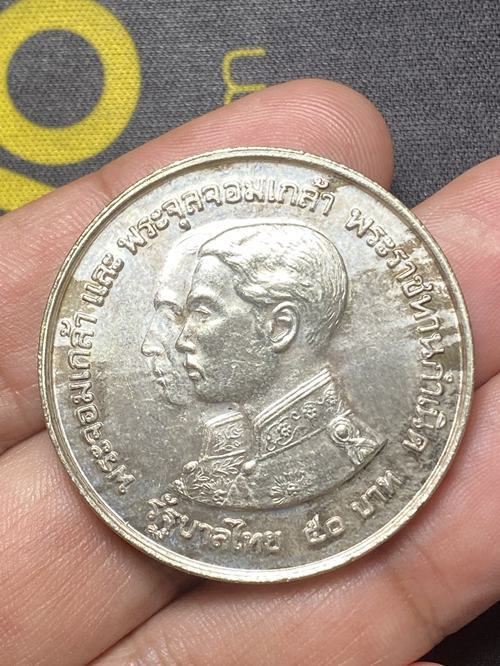 พระจอมเกล้า และ พระจุลจอมเกล้า พระราชทานกำเนิด
รัฐบาลไทย ๕๐ บาท